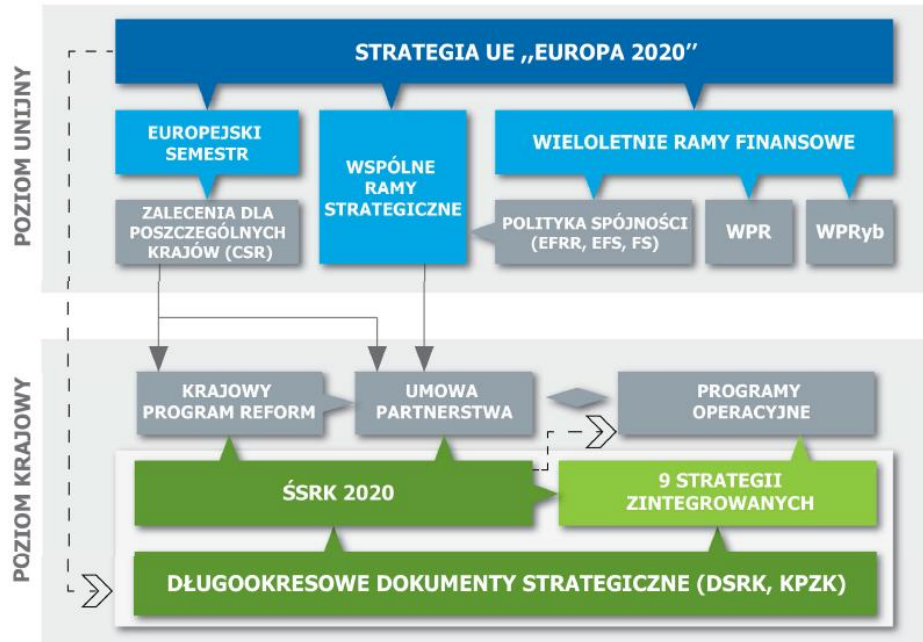 POZIOM UNIJNY
STRATEGIA UE „EUROPA 2020”
EUROPEJSKI
SEMESTR
WSPÓLNE
RAMY
STRATEGICZNE
WIELOLETNIE RAMY FINANSOWE
ZALECENIA DLA
POSZCZEGÓLNYCH
KRAJÓW (CSR)
POLITYKA SPÓJNOŚCI
(EFRR, EFS, FS)
WPR
WPRyb
POZIOM KRAJOWY
KRAJOWY
PROGRAM REFORM
UMOWA
PARTNERSTWA
PROGRAMY
OPERACYJNE
ŚSRK 2020
9 STRATEGII
ZINTEGROWANYCH
DŁUGOOKRESOWE DOKUMENTY STRATEGICZNE (DSRK, KPZK)